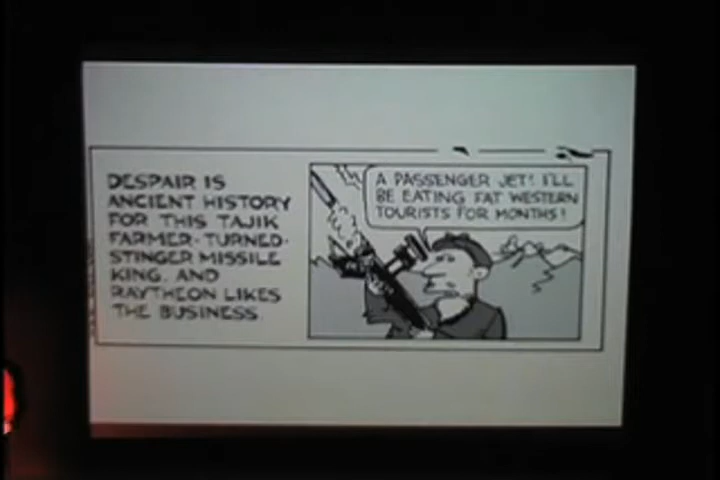 DESPAIR IS
ANCIENT HISTORY
FOR THIS TAJIK
FARMER-TURNED-
STINGER MISSILE
KING. AND
RAYTHEON LIKES
THE BUSINESS.
A PASSENGER JET! I'LL
BE EATING FAT WESTERN
TOURISTS FOR MONTHS!